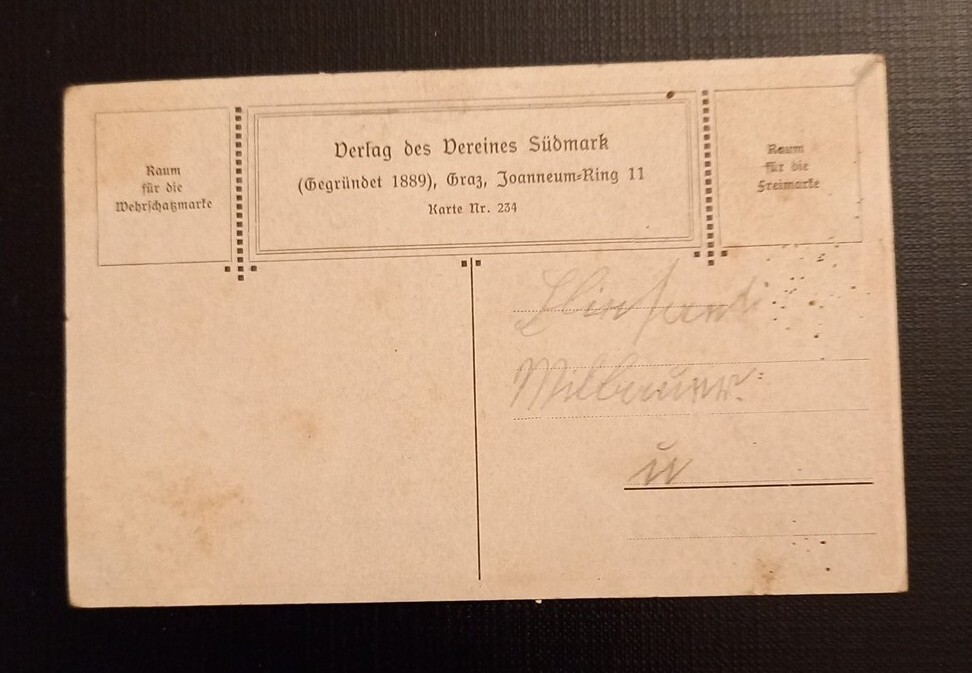 Raum
für die
Wehrschatzmarke
Verlag des Vereines Südmark
(Gegründet 1889), Graz, Joanneum-Ring 11
Karte Nr. 234
Raum
für die
Freimarke